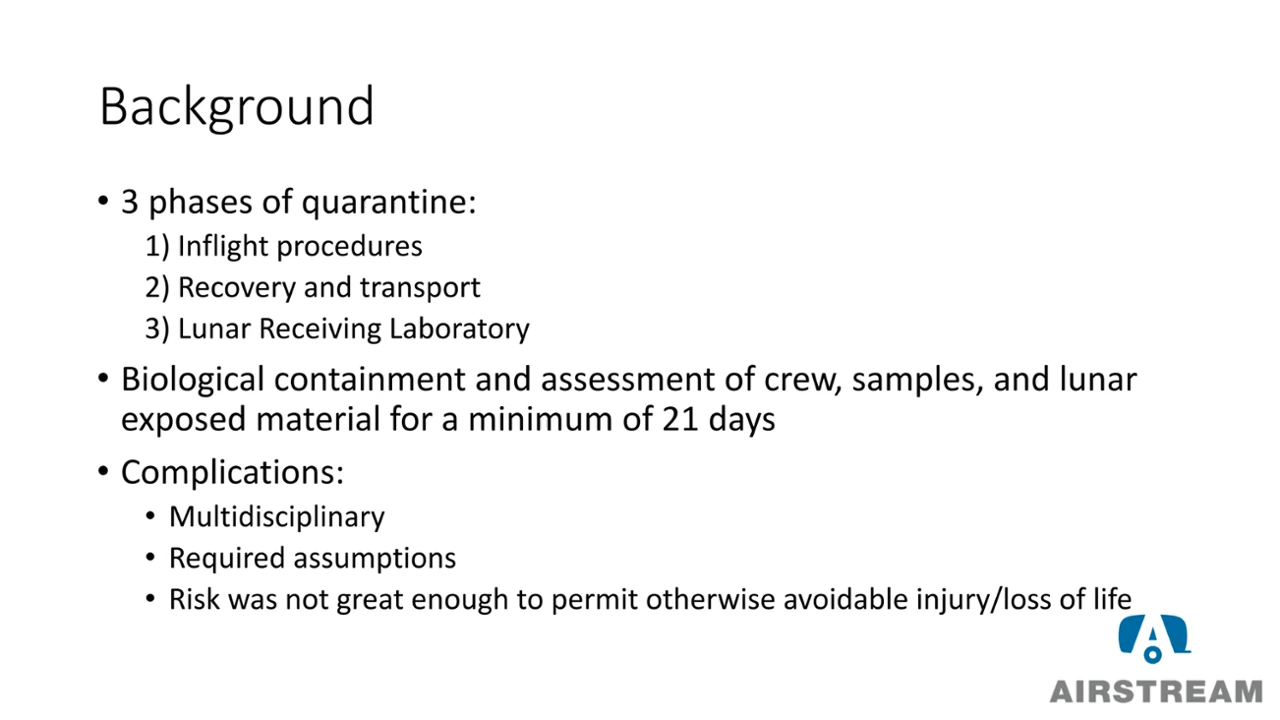 Background
• 3 phases of quarantine:
1) Inflight procedures
2) Recovery and transport
3) Lunar Receiving Laboratory
• Biological containment and assessment of crew, samples, and lunar
exposed material for a minimum of 21 days
• Complications:
• Multidisciplinary
• Required assumptions
• Risk was not great enough to permit otherwise avoidable injury/loss of life
AIRSTREAM